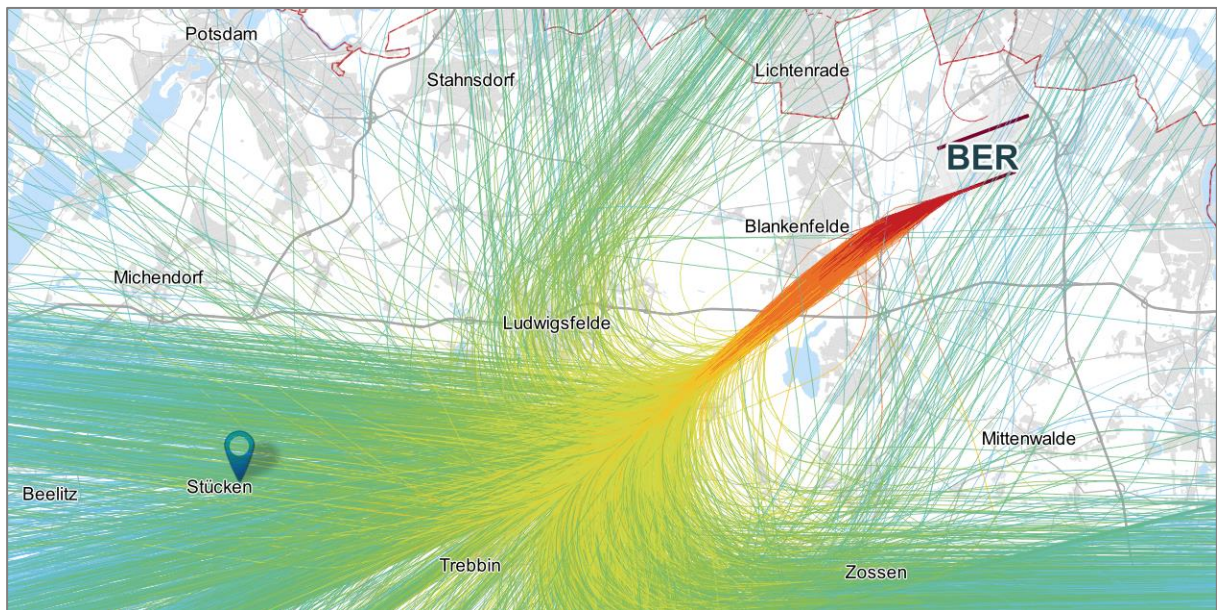 Potsdam
Stahnsdorf
Lichtenrade
BER
Blankenfelde
Michendorf
Ludwigsfelde
Mittenwalde
Stücken
Beelitz
Trebbin
Zossen